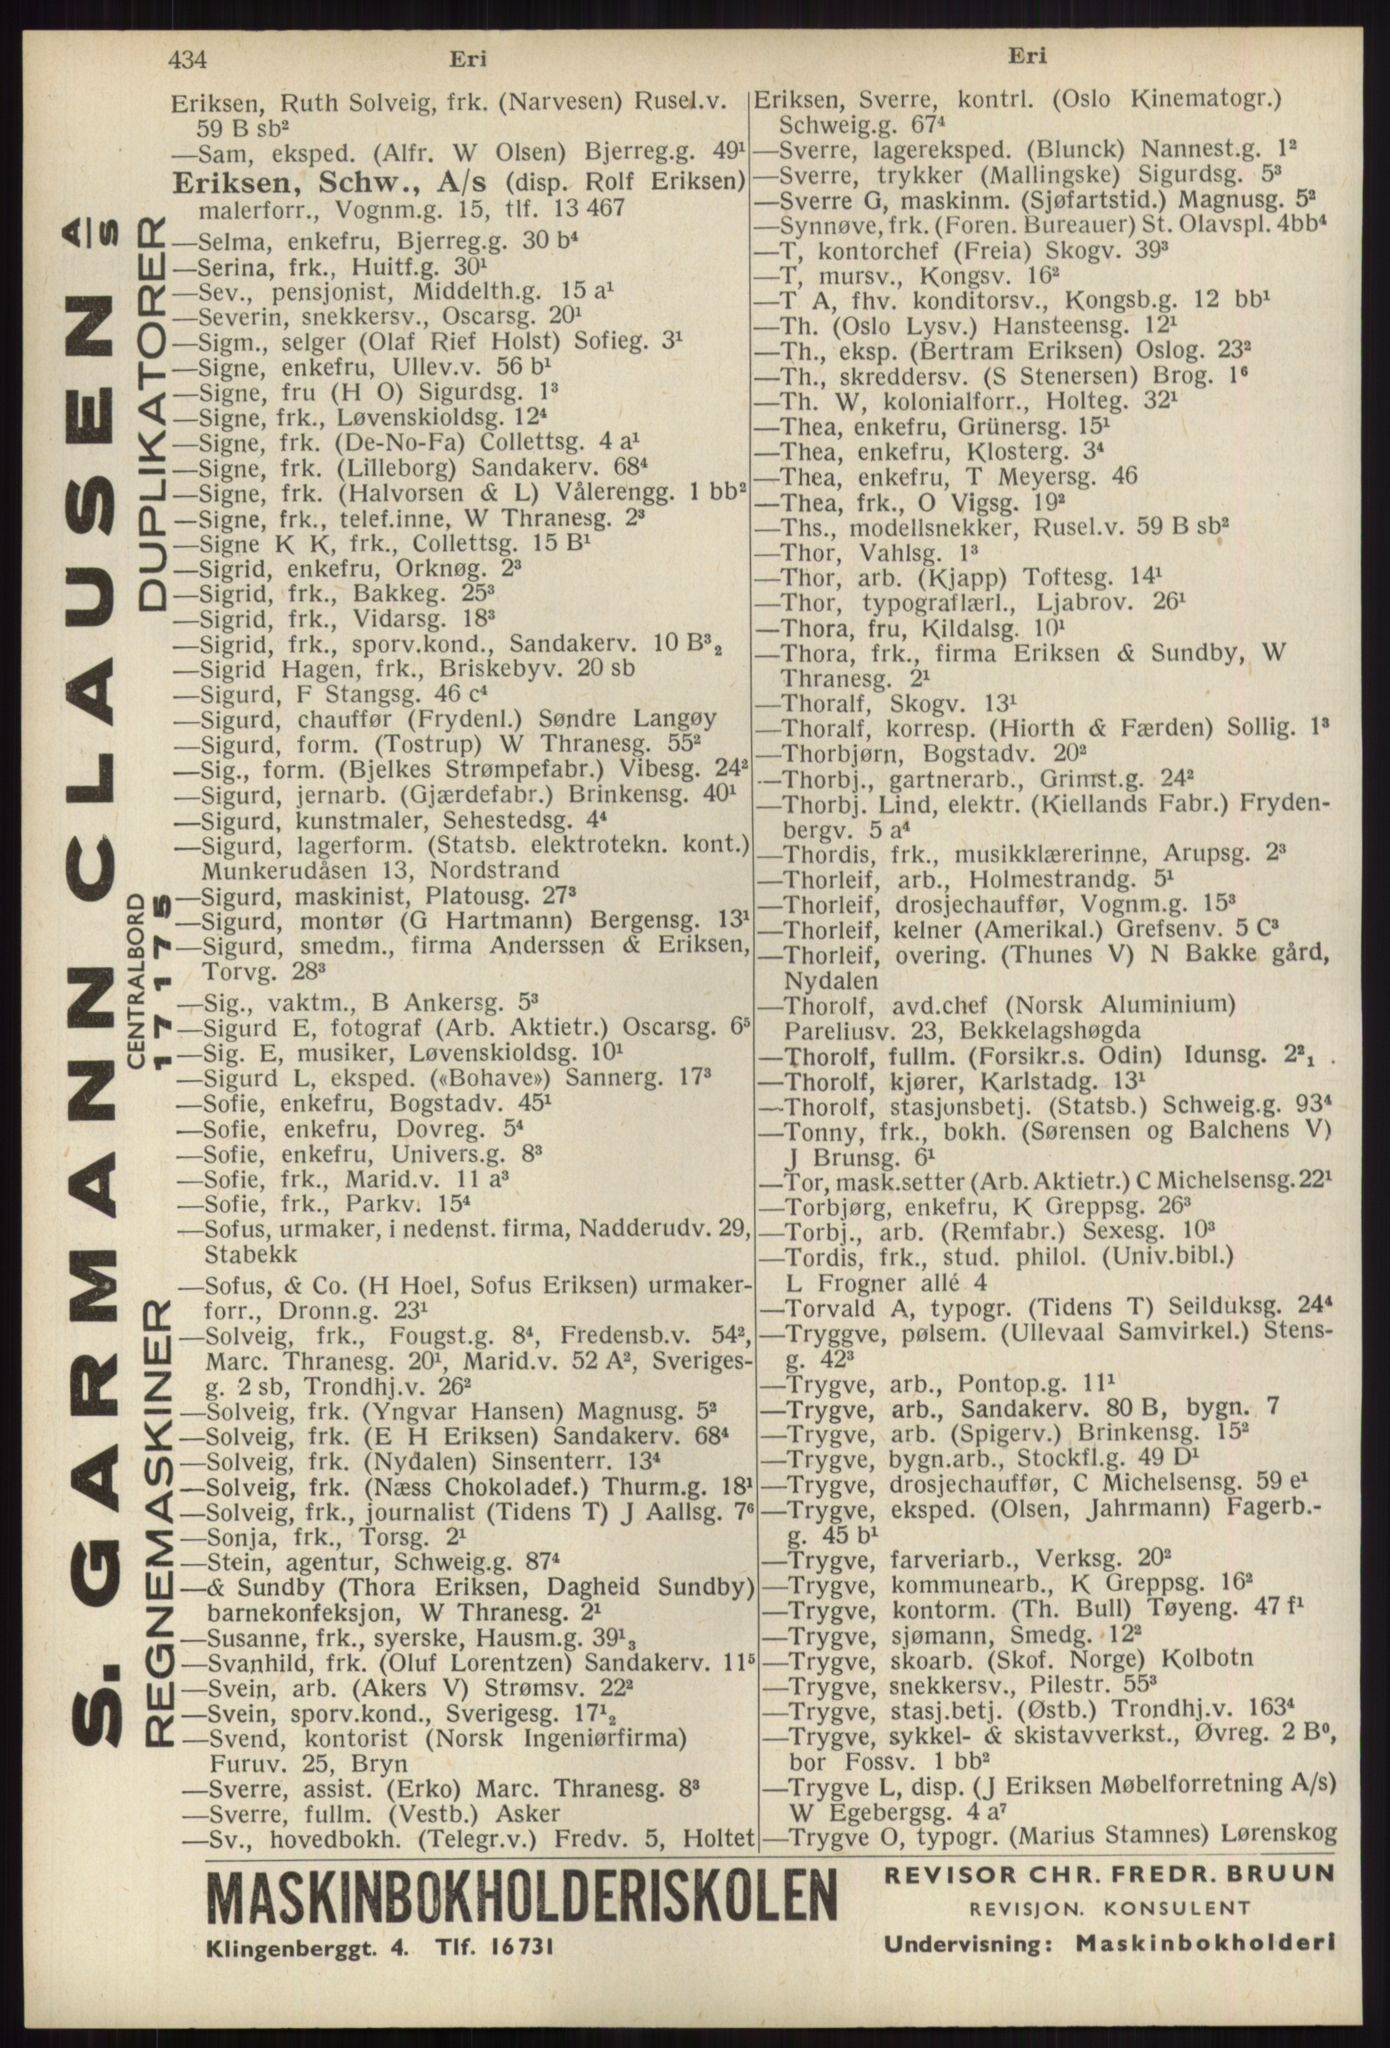 434
Eri
Eri
Eriksen, Ruth Solveig, frk. (Narvesen) Rusel.v.
59 B sb²
—Sam, eksped. (Alfr. W Olsen) Bjerreg.g. 49¹
Eriksen, Schw., A/s (disp. Rolf Eriksen)
malerforr., Vognm.g. 15, tlf. 13 467
—Selma, enkefru, Bjerreg.g. 30 b⁴
—Serina, frk., Huitf.g. 30¹
—Sev., pensjonist, Middelth.g. 15 a¹
—Severin, snekkersv., Oscarsg. 20¹
—Sigm., selger (Olaf Rief Holst) Sofieg. 3¹
—Signe, enkefru, Ullev.v. 56 b¹
—Signe, fru (H O) Sigurdsg. 1³
—Signe, frk., Løvenskioldsg. 12⁴
—Signe, frk. (De-No-Fa) Collettsg. 4 a¹
—Signe, frk. (Lilleborg) Sandakerv. 68⁴
—Signe, frk. (Halvorsen & L) Vålerengg. 1 bb²
—Signe, frk., telef.inne, W Thranesg. 2³
—Signe K K, frk., Collettsg. 15 B¹
—Sigrid, enkefru, Orknøg. 2³
—Sigrid, frk., Bakkeg. 25³
—Sigrid, frk., Vidarsg. 18³
—Sigrid, frk., sporv.kond., Sandakerv. 10 B³₂
—Sigrid Hagen, frk., Briskebyv. 20 sb
—Sigurd, F Stangsg. 46 c⁴
—Sigurd, chauffør (Frydenl.) Søndre Langøy
—Sigurd, form. (Tostrup) W Thranesg. 55²
—Sig., form. (Bjelkes Strømpefabr.) Vibesg. 24²
—Sigurd, jernarb. (Gjærdefabr.) Brinkensg. 40¹
—Sigurd, kunstmaler, Sehestedsg. 4⁴
—Sigurd, lagerform. (Statsb. elektrotekn. kont.)
Munkerudåsen 13, Nordstrand
—Sigurd, maskinist, Platousg. 27³
—Sigurd, montør (G Hartmann) Bergensg. 13¹
—Sigurd, smedm., firma Anderssen & Eriksen,
Torvg. 28³
—Sig., vaktm., B Ankersg. 5³
—Sigurd E, fotograf (Arb. Aktietr.) Oscarsg. 6⁵
—Sig. E, musiker, Løvenskioldsg. 10¹
—Sigurd L, eksped. («Bohave») Sannerg. 17³
—Sofie, enkefru, Bogstadv. 45¹
—Sofie, enkefru, Dovreg. 5⁴
—Sofie, enkefru, Univers.g. 8³
—Sofie, frk., Marid.v. 11 a³
—Sofie, frk., Parkv. 15⁴
—Sofus, urmaker, i nedenst. firma, Nadderudv. 29,
Stabekk
—Sofus, & Co. (H Hoel, Sofus Eriksen) urmaker-
forr., Dronn.g. 23¹
—Solveig, frk., Fougst.g. 8⁴, Fredensb.v. 54²,
Marc. Thranesg. 20¹, Marid.v. 52 A², Sveriges-
g. 2 sb, Trondhj.v. 26²
—Solveig, frk. (Yngvar Hansen) Magnusg. 5²
—Solveig, frk. (E H Eriksen) Sandakerv. 68⁴
—Solveig, frk. (Nydalen) Sinsenterr. 13⁴
—Solveig, frk. (Næss Chokoladef.) Thurm.g. 18¹
—Solveig, frk., journalist (Tidens T) J Aallsg. 7⁶
—Sonja, frk., Torsg. 2¹
—Stein, agentur, Schweig.g. 87⁴
—& Sundby (Thora Eriksen, Dagheid Sundby)
barnekonfeksjon, W Thranesg. 2¹
—Susanne, frk., syerske, Hausm.g. 39¹₃
—Svanhild, frk. (Oluf Lorentzen) Sandakerv. 11⁵
—Svein, arb. (Akers V) Strømsv. 22²
—Svein, sporv.kond., Sverigesg. 17¹₂
—Svend, kontorist (Norsk Ingeniørfirma)
Furuv. 25, Bryn
—Sverre, assist. (Erko) Marc. Thranesg. 8³
—Sverre, fullm. (Vestb.) Asker
—Sv., hovedbokh. (Telegr.v.) Fredv. 5, Holtet
Eriksen, Sverre, kontrl. (Oslo Kinematogr.)
Schweig.g. 67⁴
—Sverre, lagereksped. (Blunck) Nannest.g. 1²
—Sverre, trykker (Mallingske) Sigurdsg. 5³
—Sverre G, maskinm. (Sjøfartstid.) Magnusg. 5²
—Synnøve, frk. (Foren. Bureauer) St. Olavspl. 4bb⁴
—T, kontorchef (Freia) Skogv. 39³
—T, mursv., Kongsv. 16²
—T A, fhv. konditorsv., Kongsb.g. 12 bb¹
—Th. (Oslo Lysv.) Hansteensg. 12¹
—Th., eksp. (Bertram Eriksen) Oslog. 23²
—Th., skreddersv. (S Stenersen) Brog. 1⁶
—Th. W, kolonialforr., Holteg. 32¹
—Thea, enkefru, Grünersg. 15¹
—Thea, enkefru, Klosterg. 3⁴
—Thea, enkefru, T Meyersg. 46
—Thea, frk., O Vigsg. 19²
—Ths., modellsnekker, Rusel.v. 59 B sb²
—Thor, Vahlsg. 1³
—Thor, arb. (Kjapp) Toftesg. 14¹
—Thor, typograflærl., Ljabrov. 26¹
—Thora, fru, Kildalsg. 10¹
—Thora, frk., firma Eriksen & Sundby, W
Thranesg. 2¹
—Thoralf, Skogv. 13¹
—Thoralf, korresp. (Hiorth & Færden) Sollig. 1³
—Thorbjørn, Bogstadv. 20²
—Thorbj., gartnerarb., Grimst.g. 24²
—Thorbj. Lind, elektr. (Kiellands Fabr.) Fryden-
bergv. 5 a⁴
—Thordis, frk., musikklærerinne, Arupsg. 2³
—Thorleif, arb., Holmestrandg. 5¹
—Thorleif, drosjechauffør, Vognm.g. 15³
—Thorleif, kelner (Amerikal.) Grefsenv. 5 C³
—Thorleif, overing. (Thunes V) N Bakke gård,
Nydalen
—Thorolf, avd.chef (Norsk Aluminium)
Pareliusv. 23, Bekkelagshøgda
—Thorolf, fullm. (Forsikr.s. Odin) Idunsg. 2²₁
—Thorolf, kjører, Karlstadg. 13¹
—Thorolf, stasjonsbetj. (Statsb.) Schweig.g. 93⁴
—Tonny, frk., bokh. (Sørensen og Balchens V)
J Brunsg. 6¹
—Tor, mask.setter (Arb. Aktietr.) C Michelsensg. 22¹
—Torbjørg, enkefru, K Greppsg. 26³
—Torbj., arb. (Remfabr.) Sexesg. 10³
—Tordis, frk., stud. philol. (Univ.bibl.)
L Frogner allé 4
—Torvald A, typogr. (Tidens T) Seilduksg. 24⁴
—Tryggve, pølsem. (Ullevaal Samvirkel.) Stens-
g. 42³
—Trygve, arb., Pontop.g. 11¹
—Trygve, arb., Sandakerv. 80 B, bygn. 7
—Trygve, arb. (Spigerv.) Brinkensg. 15²
—Trygve, bygn.arb., Stockfl.g. 49 D¹
—Trygve, drosjechauffør, C Michelsensg. 59 e¹
—Trygve, eksped. (Olsen, Jahrmann) Fagerb.-
g. 45 b¹
—Trygve, farveriarb., Verksg. 20²
—Trygve, kommunearb., K Greppsg. 16²
—Trygve, kontorm. (Th. Bull) Tøyeng. 47 f¹
—Trygve, sjømann, Smedg. 12²
—Trygve, skoarb. (Skof. Norge) Kolbotn
—Trygve, snekkersv., Pilestr. 55³
—Trygve, stasj.betj. (Østb.) Trondhj.v. 163⁴
—Trygve, sykkel- & skistavverkst., Øvreg. 2 B⁰,
bor Fossv. 1 bb²
—Trygve L, disp. (J Eriksen Møbelforretning A/s)
W Egebergsg. 4 a⁷
—Trygve O, typogr. (Marius Stamnes) Lørenskog
S. GARMANN CLAUSEN A/S
REGNEMASKINER
CENTRALBORD
17175
DUPLIKATORER
MASKINBOKHOLDERISKOLEN
Klingenberggt. 4. Tlf. 16731
REVISOR CHR. FREDR. BRUUN
REVISJON. KONSULENT
Undervisning: Maskinbokholderi